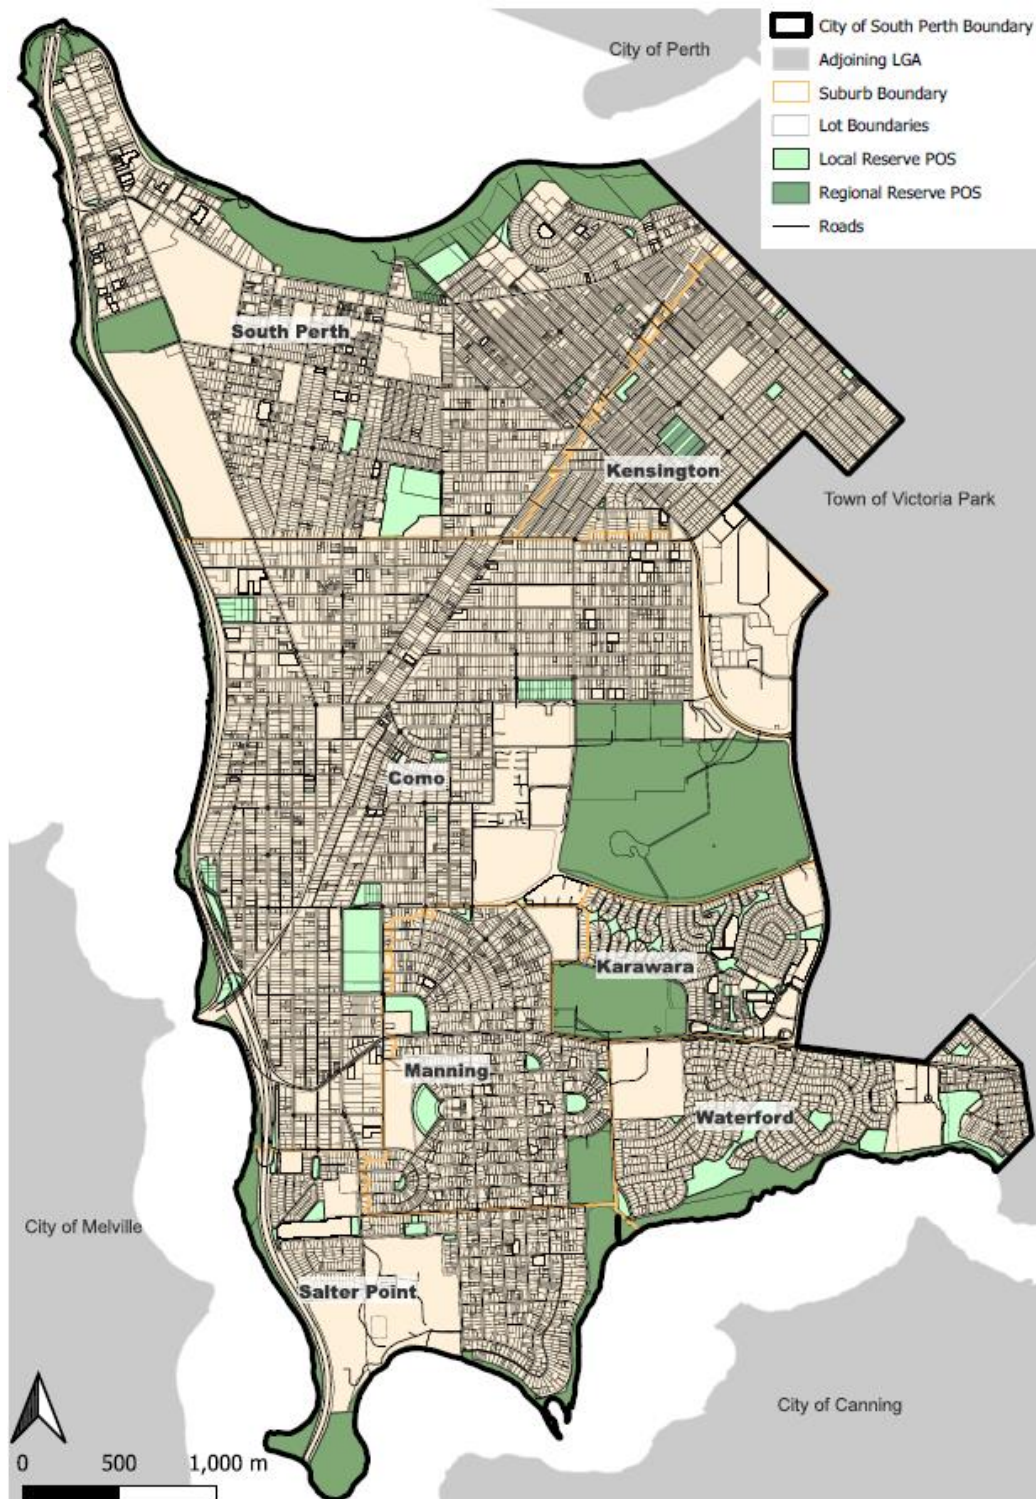 City of Perth
City of South Perth Boundary
Adjoining LGA
Suburb Boundary
Lot Boundaries
Local Reserve POS
Regional Reserve POS
Roads
South Perth
Kensington
Town of Victoria Park
Como
Karawara
Manning
Waterford
City of Melville
Salter Point
City of Canning
0 500 1,000 m